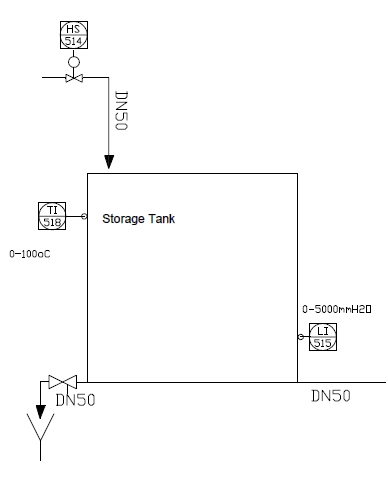 HS
514
DN50
TI
518
Storage Tank
0-100oC
0-5000mmH2O
LI
515
DN50
DN50